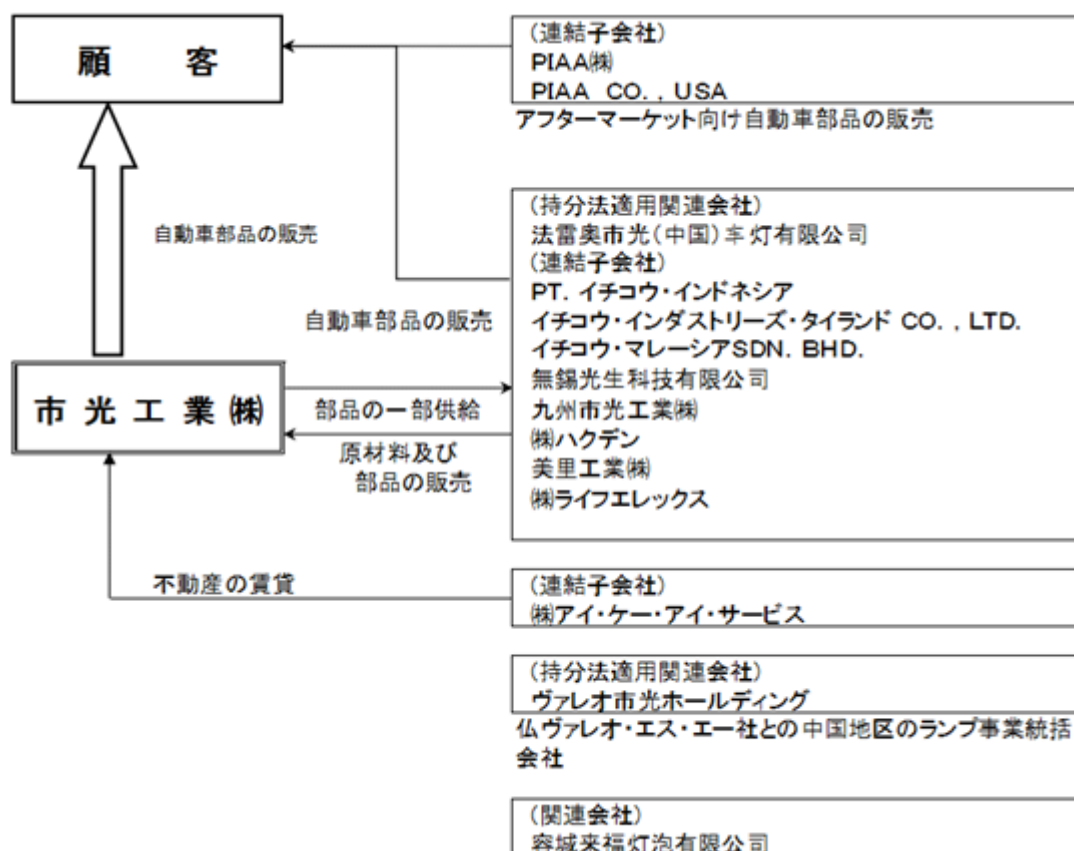 顧 客
(連結子会社)
PIAA㈱
PIAA CO. , USA
アフターマーケット向け自動車部品の販売
自動車部品の販売
(持分法適用関連会社)
法雷奥市光(中国)车灯有限公司
(連結子会社)
PT. イチコウ・インドネシア
イチコウ・インダストリーズ・タイランド CO. , LTD.
イチコウ・マレーシアSDN. BHD.
無錫光生科技有限公司
九州市光工業㈱
㈱ハクデン
美里工業㈱
㈱ライフエレックス
自動車部品の販売
市 光 工 業 ㈱
部品の一部供給
原材料及び
部品の販売
不動産の賃貸
(連結子会社)
㈱アイ・ケー・アイ・サービス
(持分法適用関連会社)
ヴァレオ市光ホールディング
仏ヴァレオ・エス・エー社との中国地区のランプ事業統括
会社
(関連会社)
容城来福灯泡有限公司